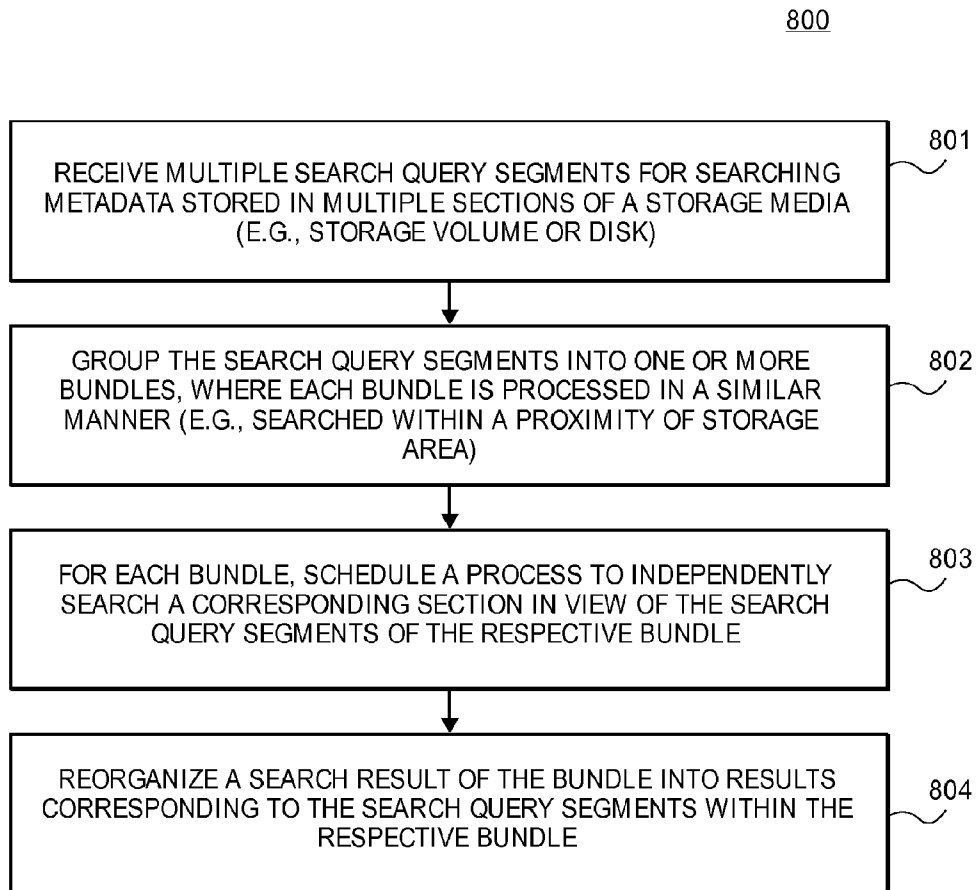 800
801
RECEIVE MULTIPLE SEARCH QUERY SEGMENTS FOR SEARCHING
METADATA STORED IN MULTIPLE SECTIONS OF A STORAGE MEDIA
(E.G., STORAGE VOLUME OR DISK)
802
GROUP THE SEARCH QUERY SEGMENTS INTO ONE OR MORE
BUNDLES, WHERE EACH BUNDLE IS PROCESSED IN A SIMILAR
MANNER (E.G., SEARCHED WITHIN A PROXIMITY OF STORAGE
AREA)
803
FOR EACH BUNDLE, SCHEDULE A PROCESS TO INDEPENDENTLY
SEARCH A CORRESPONDING SECTION IN VIEW OF THE SEARCH
QUERY SEGMENTS OF THE RESPECTIVE BUNDLE
804
REORGANIZE A SEARCH RESULT OF THE BUNDLE INTO RESULTS
CORRESPONDING TO THE SEARCH QUERY SEGMENTS WITHIN THE
RESPECTIVE BUNDLE